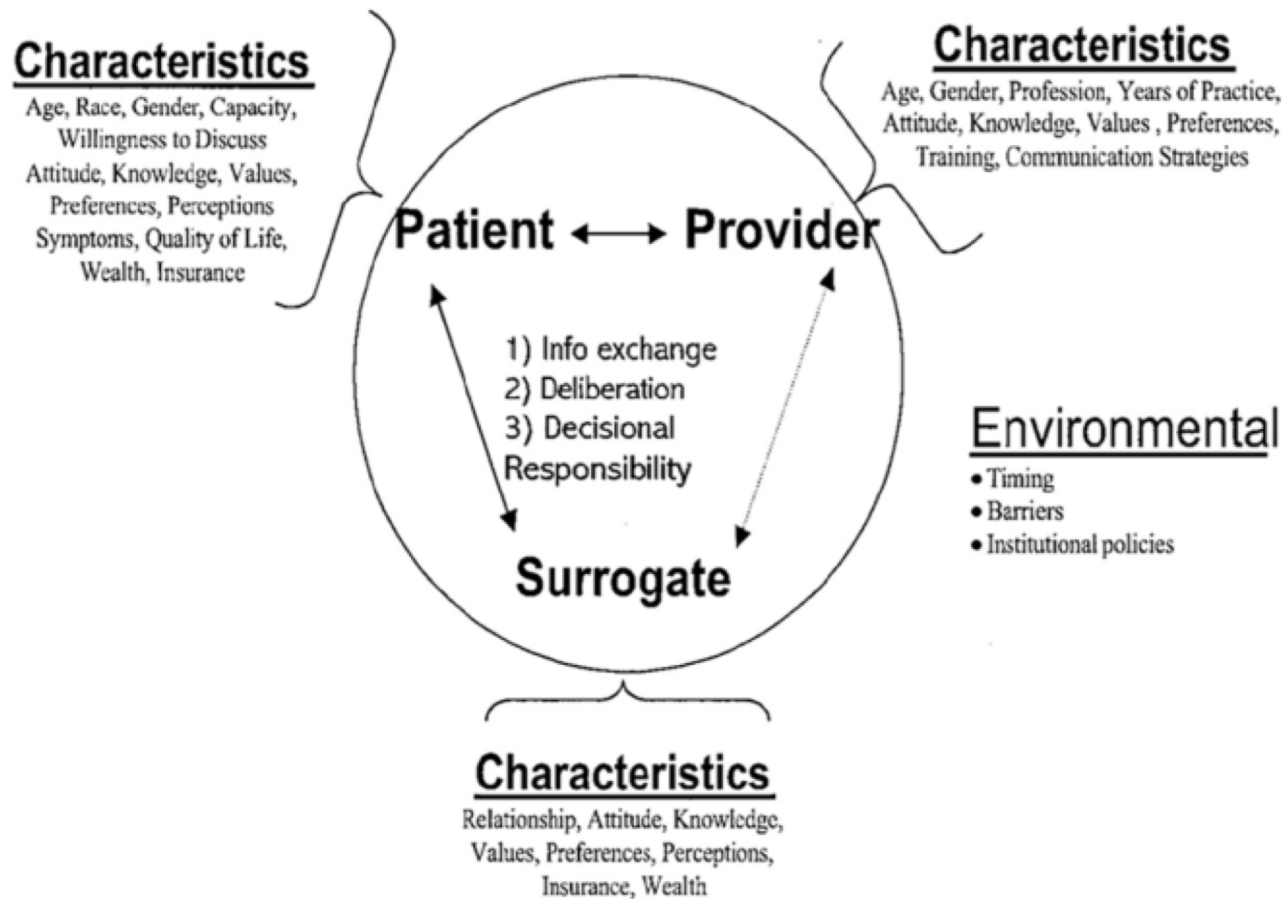 Characteristics
Age, Race, Gender, Capacity,
Willingness to Discuss
Attitude, Knowledge, Values,
Preferences, Perceptions
Symptoms, Quality of Life,
Wealth, Insurance
Characteristics
Age, Gender, Profession, Years of Practice,
Attitude, Knowledge, Values , Preferences,
Training, Communication Strategies
Patient
Provider
1) Info exchange
2) Deliberation
3) Decisional
Responsibility
Surrogate
Environmental
• Timing
• Barriers
• Institutional policies
Characteristics
Relationship, Attitude, Knowledge,
Values, Preferences, Perceptions,
Insurance, Wealth